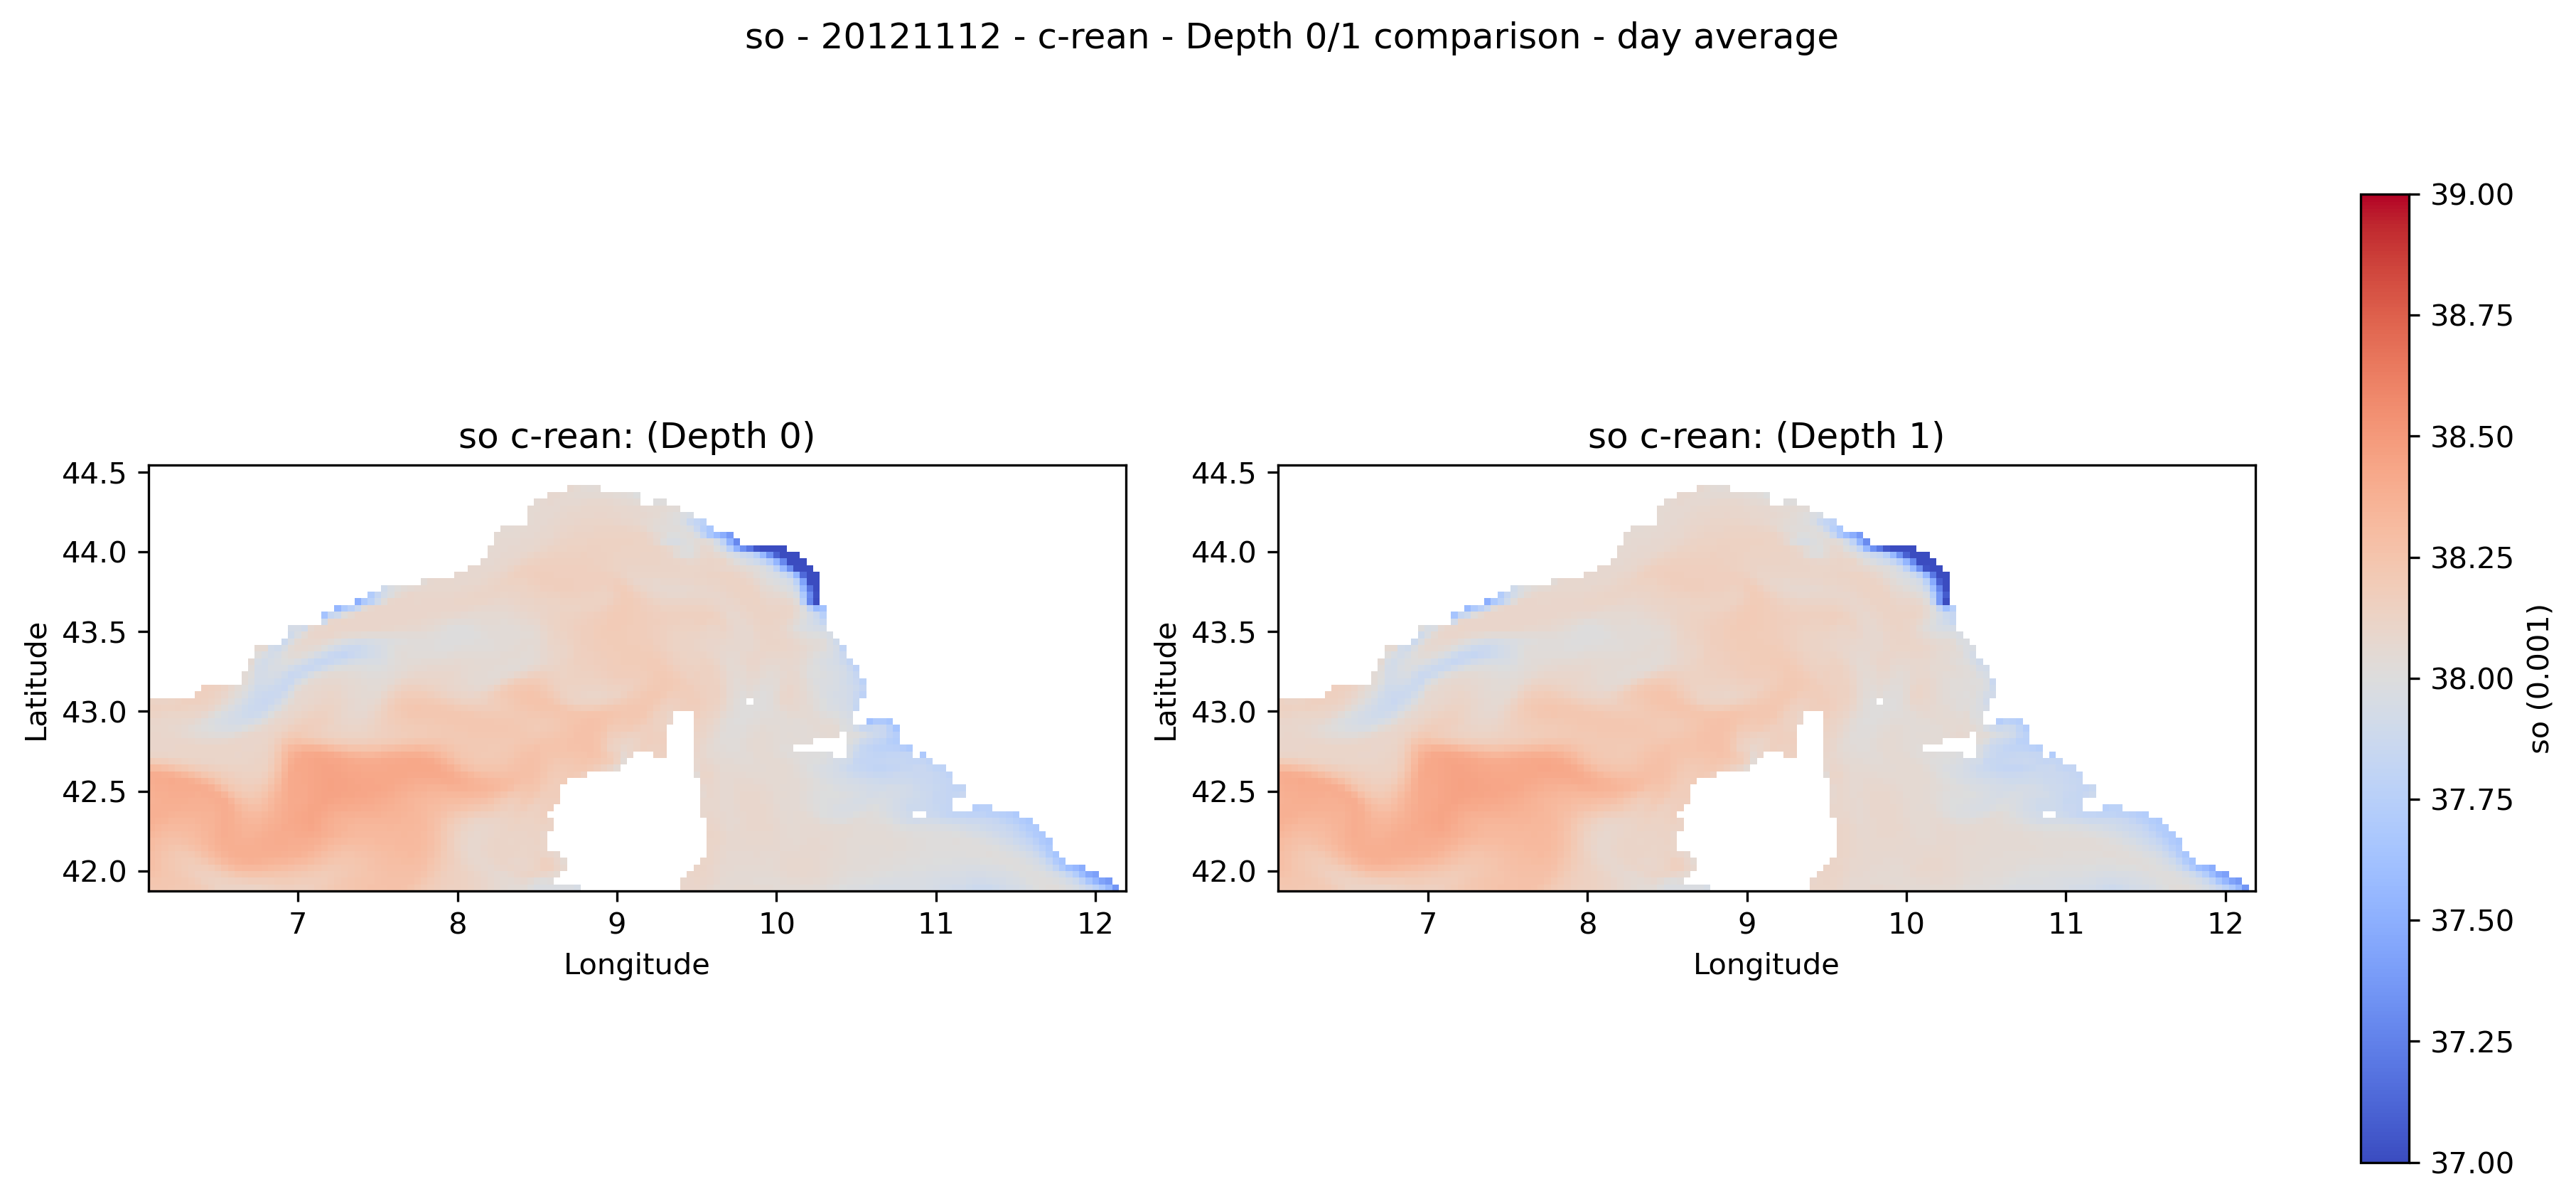 so - 20121112 - c-rean - Depth 0/1 comparison - day average
so c-rean: (Depth 0)
44.5
44.0
43.5
43.0
42.5
42.0
Latitude
7 8 9 10 11 12
Longitude
so c-rean: (Depth 1)
44.5
44.0
43.5
43.0
42.5
42.0
Latitude
7 8 9 10 11 12
Longitude
39.00
38.75
38.50
38.25
38.00
37.75
37.50
37.25
37.00
so (0.001)